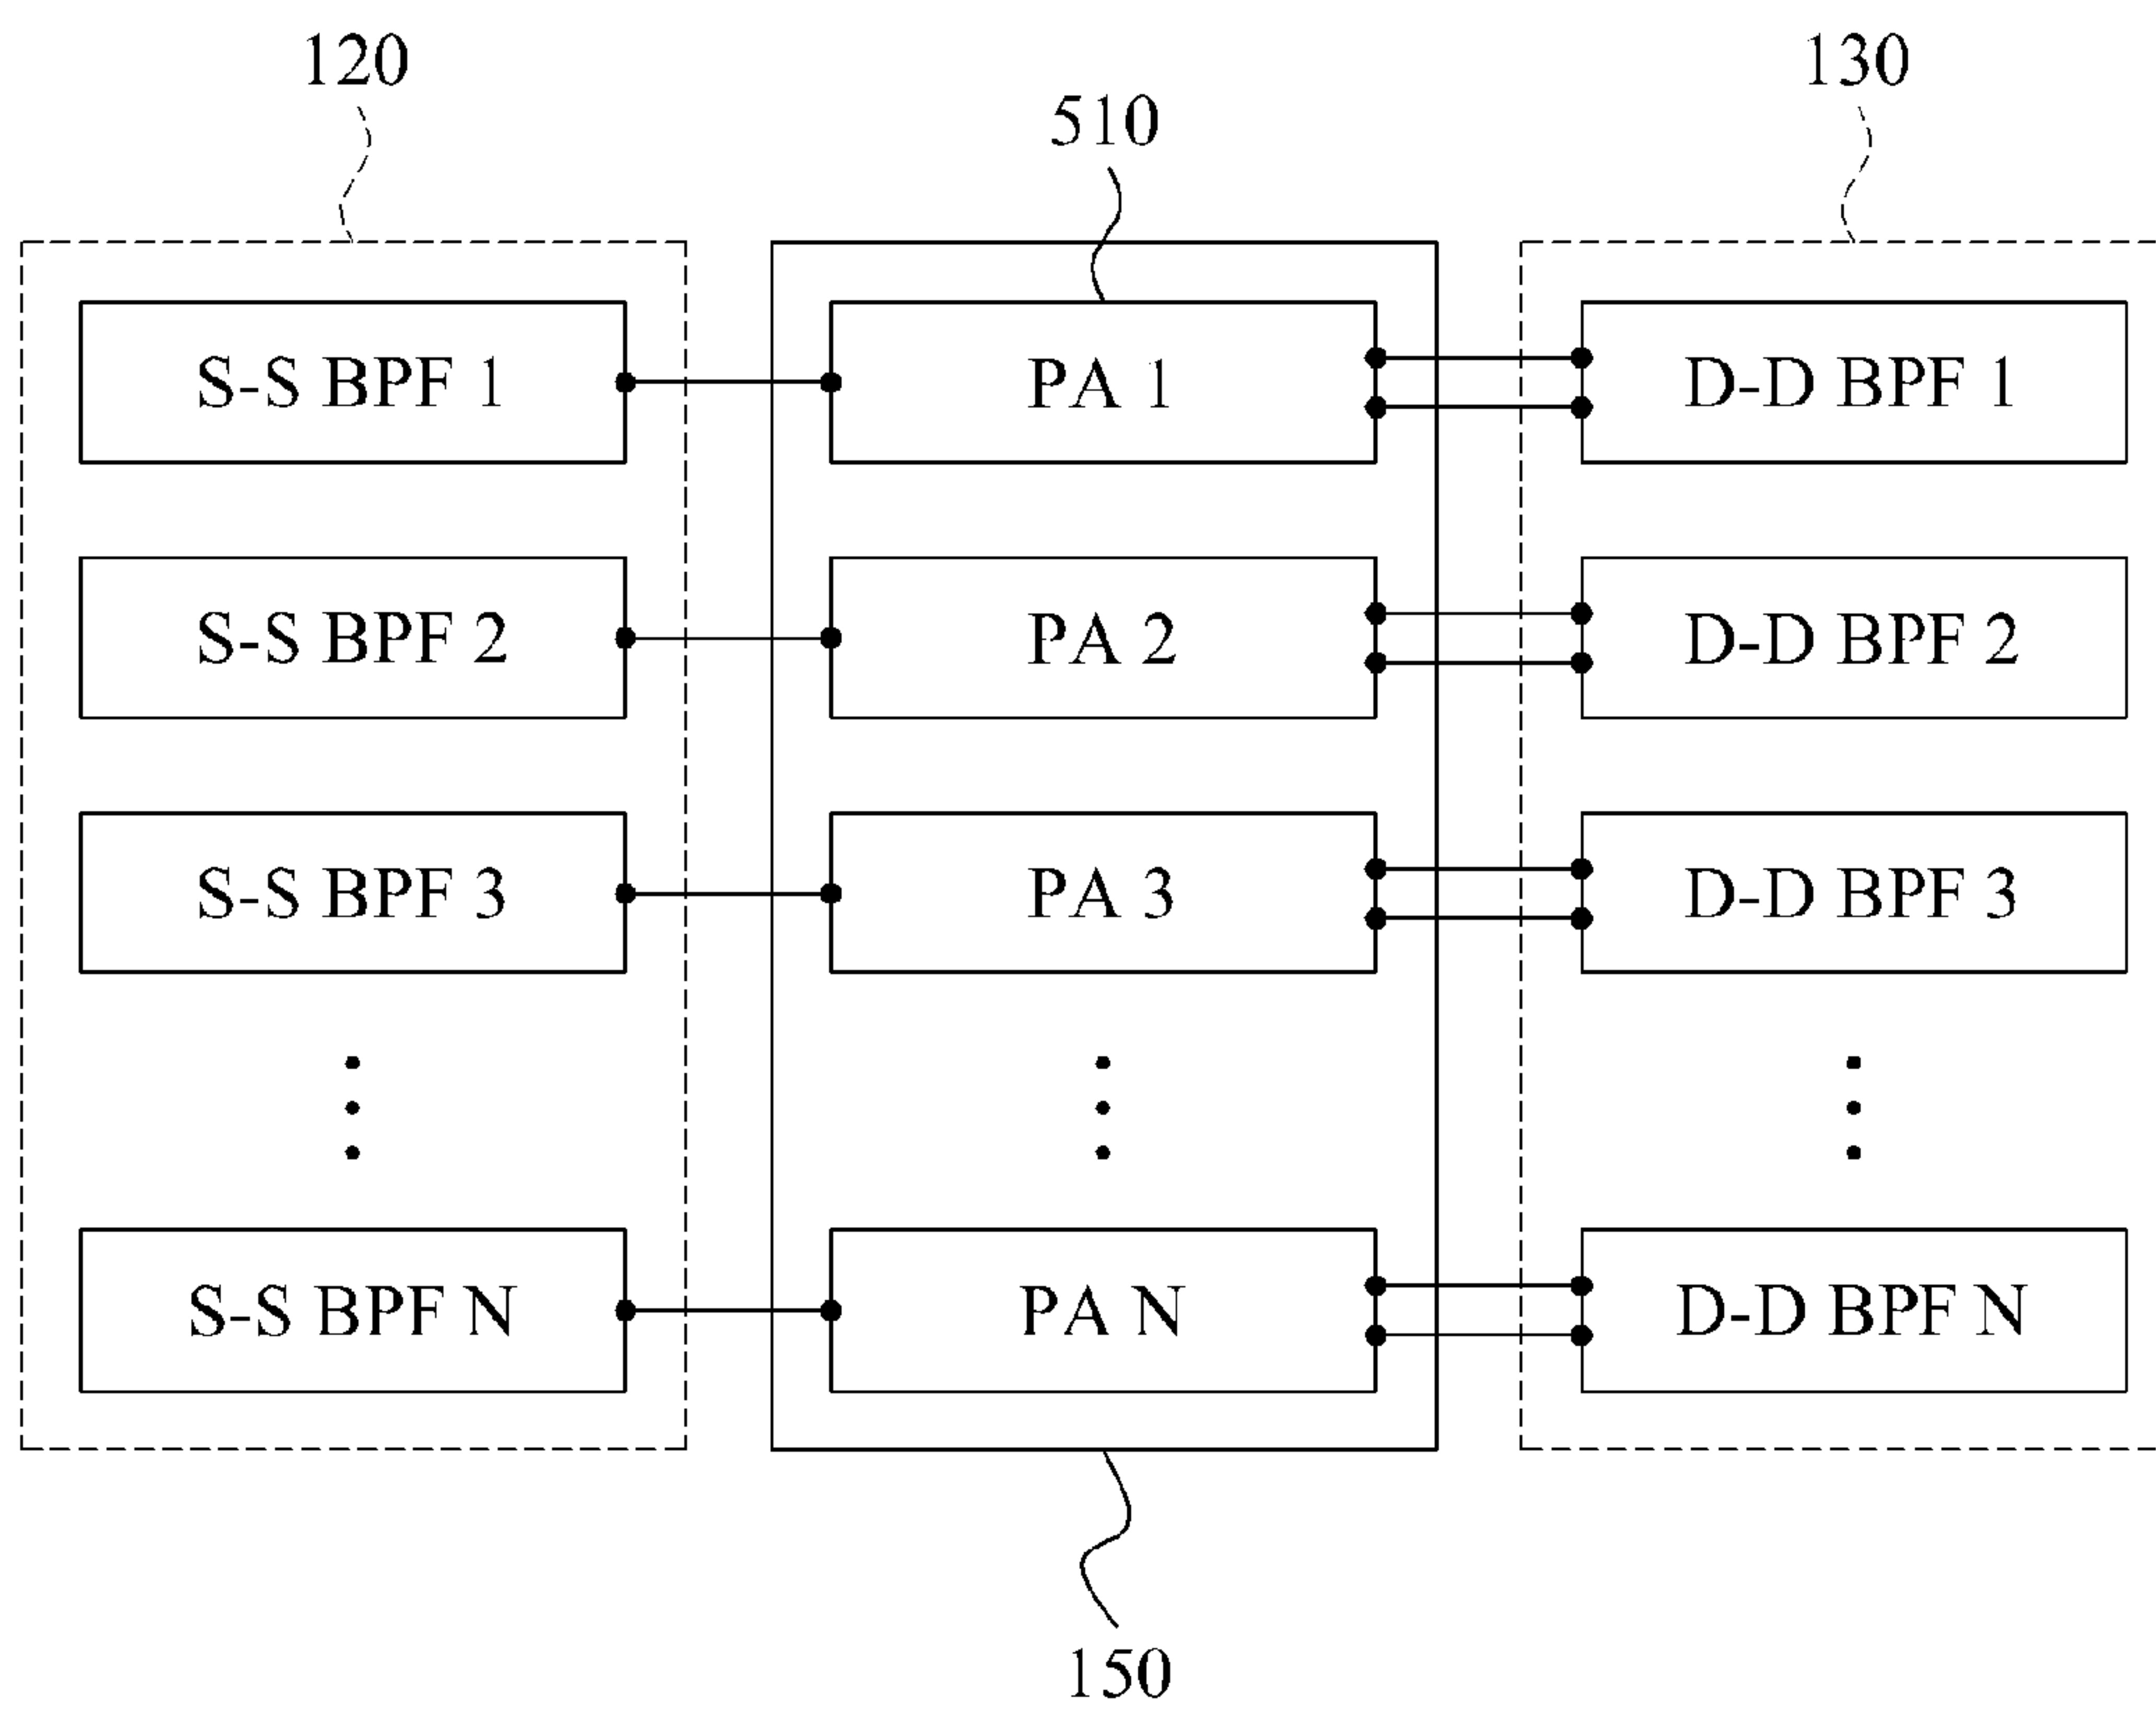 120
130
510
S-S BPF 1
PA 1
D-D BPF 1
S-S BPF 2
PA 2
D-D BPF 2
S-S BPF 3
PA 3
D-D BPF 3
S-S BPF N
PA N
D-D BPF N
150